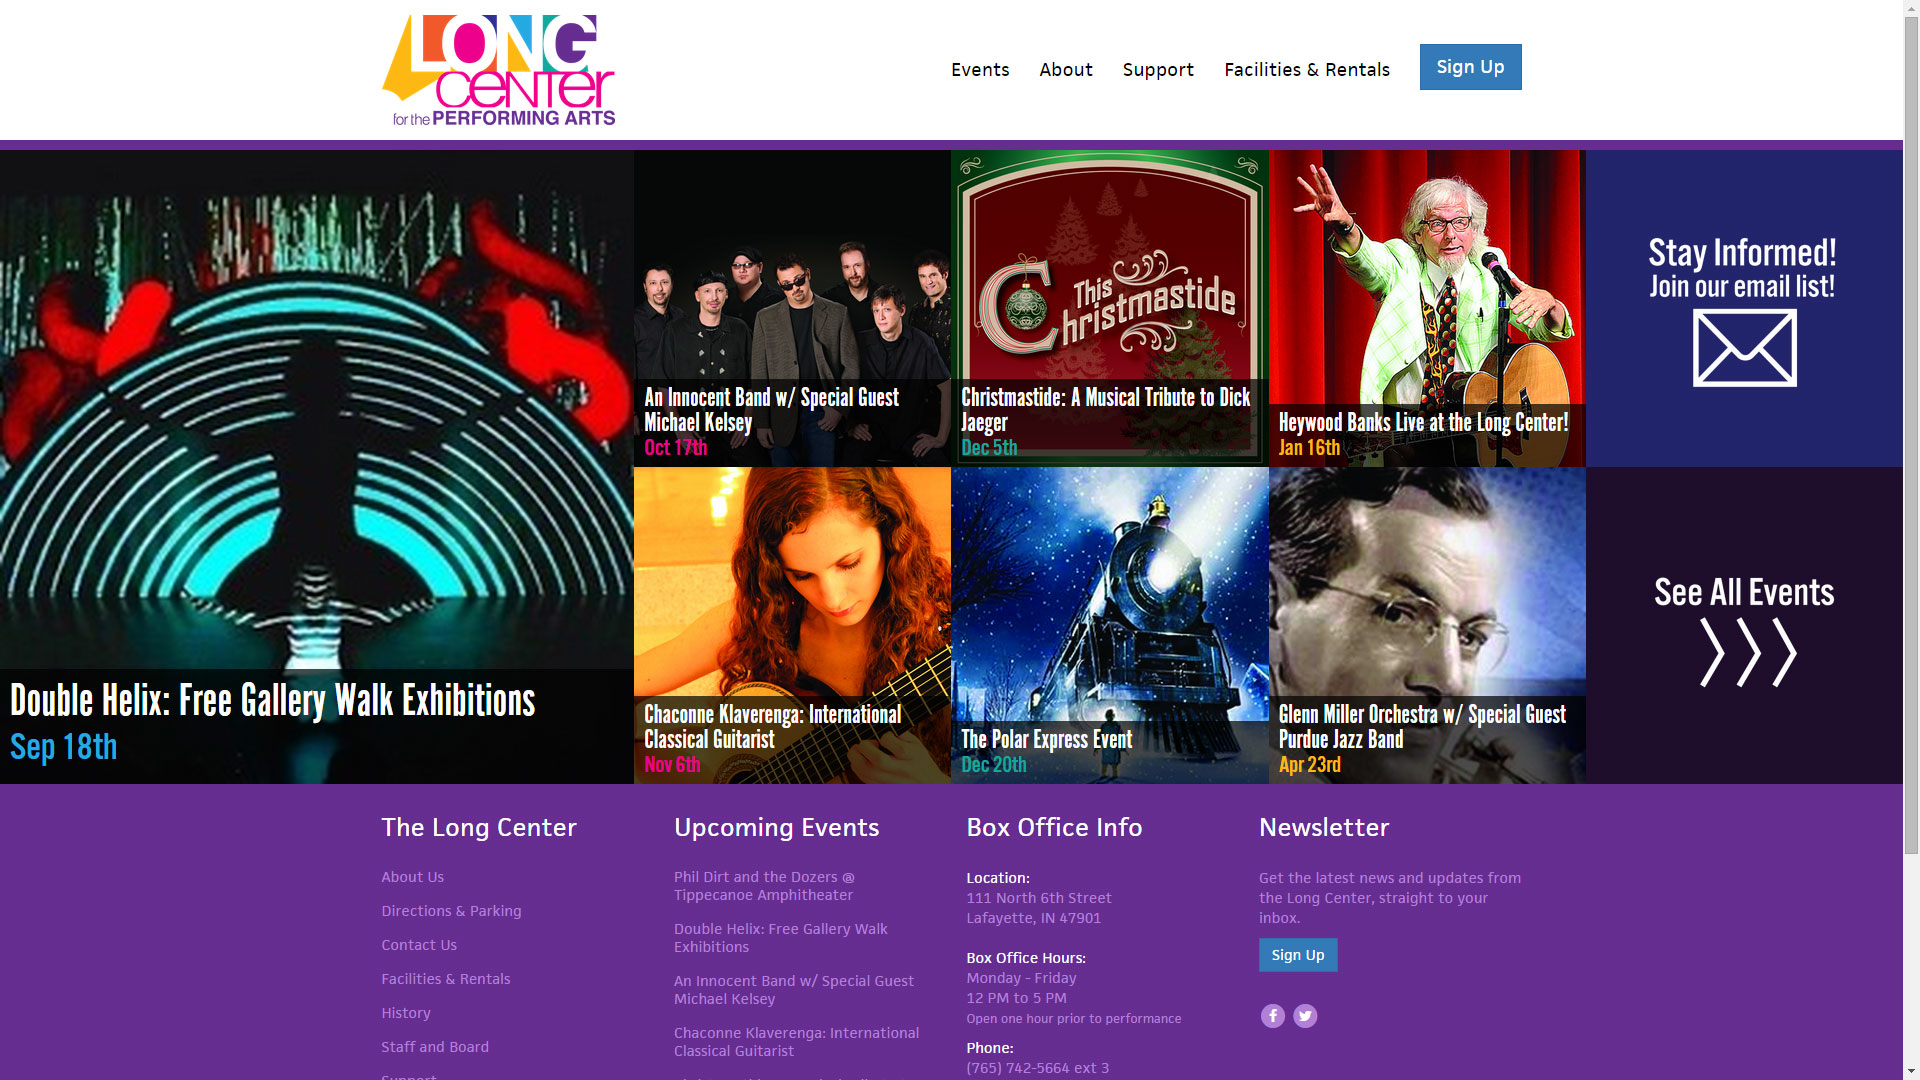 LONG
CENTER
for the PERFORMING ARTS
Events
About
Support
Facilities & Rentals
Sign Up
Double Helix: Free Gallery Walk Exhibitions
Sep 18th
An Innocent Band w/ Special Guest
Michael Kelsey
Oct 17th
This
Christmastide
Christmastide: A Musical Tribute to Dick
Jaeger
Dec 5th
Heywood Banks Live at the Long Center!
Jan 16th
Stay Informed!
Join our email list!
Chaconne Klaverenga: International
Classical Guitarist
Nov 6th
The Polar Express Event
Dec 20th
Glenn Miller Orchestra w/ Special Guest
Purdue Jazz Band
Apr 23rd
See All Events
The Long Center
About Us
Directions & Parking
Contact Us
Facilities & Rentals
History
Staff and Board
Support
Upcoming Events
Phil Dirt and the Dozers @
Tippecanoe Amphitheater
Double Helix: Free Gallery Walk
Exhibitions
An Innocent Band w/ Special Guest
Michael Kelsey
Chaconne Klaverenga: International
Classical Guitarist
Box Office Info
Location:
111 North 6th Street
Lafayette, IN 47901
Box Office Hours:
Monday - Friday
12 PM to 5 PM
Open one hour prior to performance
Phone:
(765) 742-5664 ext 3
Newsletter
Get the latest news and updates from
the Long Center, straight to your
inbox.
Sign Up